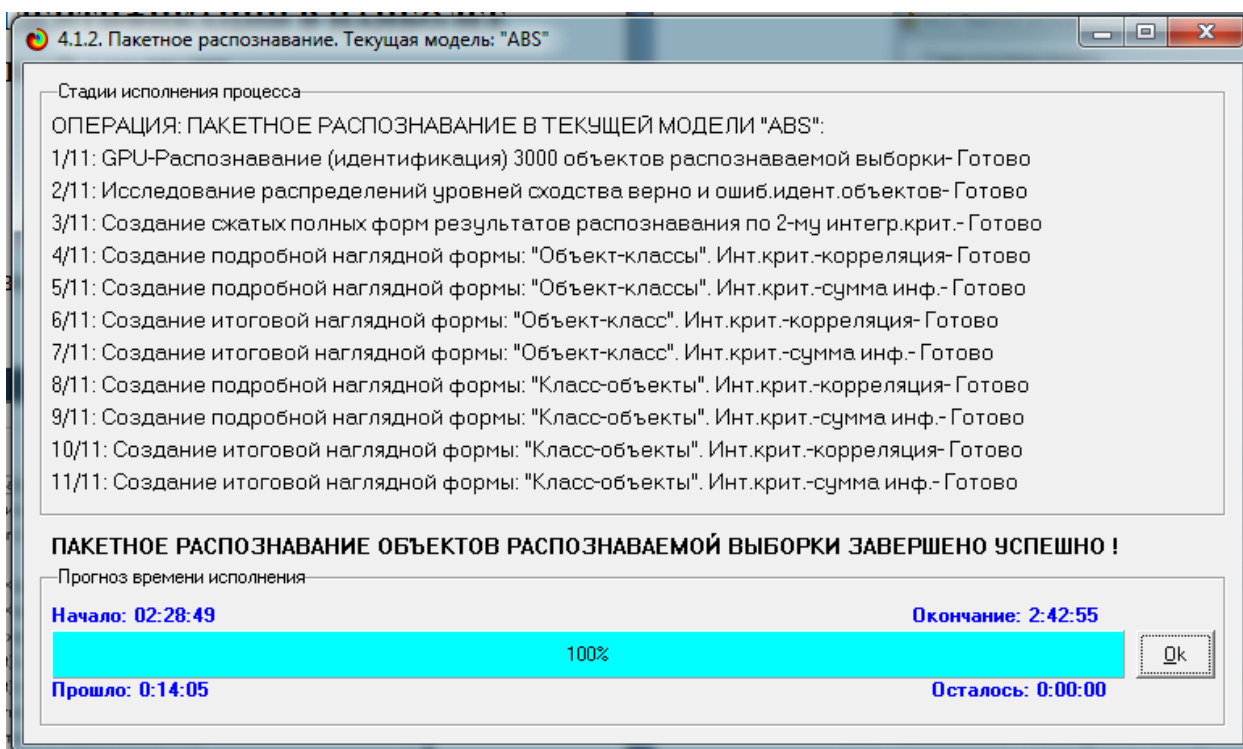 4.1.2. Пакетное распознавание. Текущая модель: "ABS"
Стадии исполнения процесса
ОПЕРАЦИЯ: ПАКЕТНОЕ РАСПОЗНАВАНИЕ В ТЕКУЩЕЙ МОДЕЛИ "ABS":
1/11: GPU-Распознавание (идентификация) 3000 объектов распознаваемой выборки- Готово
2/11: Исследование распределений уровней сходства верно и ошиб.идент.объектов- Готово
3/11: Создание сжатых полных форм результатов распознавания по 2-му интегр.крит.- Готово
4/11: Создание подробной наглядной формы: "Объект-классы". Инт.крит.-корреляция- Готово
5/11: Создание подробной наглядной формы: "Объект-классы". Инт.крит.-сумма инф.- Готово
6/11: Создание итоговой наглядной формы: "Объект-класс". Инт.крит.-корреляция- Готово
7/11: Создание итоговой наглядной формы: "Объект-класс". Инт.крит.-сумма инф.- Готово
8/11: Создание подробной наглядной формы: "Класс-объекты". Инт.крит.-корреляция- Готово
9/11: Создание подробной наглядной формы: "Класс-объекты". Инт.крит.-сумма инф.- Готово
10/11: Создание итоговой наглядной формы: "Класс-объекты". Инт.крит.-корреляция- Готово
11/11: Создание итоговой наглядной формы: "Класс-объекты". Инт.крит.-сумма инф.- Готово
ПАКЕТНОЕ РАСПОЗНАВАНИЕ ОБЪЕКТОВ РАСПОЗНАВАЕМОЙ ВЫБОРКИ ЗАВЕРШЕНО УСПЕШНО !
Прогноз времени исполнения
Начало: 02:28:49 Окончание: 2:42:55
100% Ok
Прошло: 0:14:05 Осталось: 0:00:00